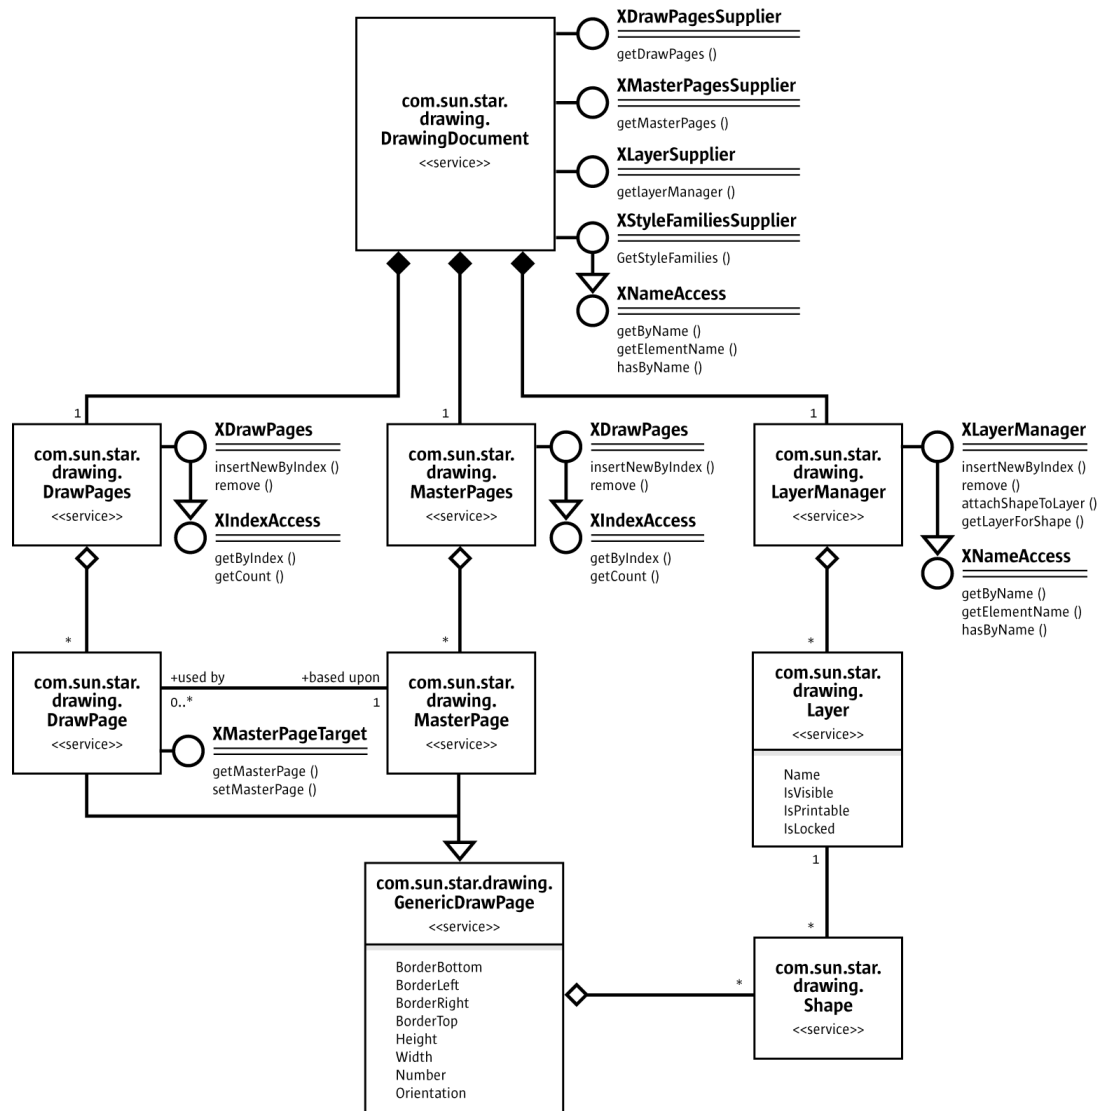 com.sun.star.
drawing.
DrawingDocument
<<service>>
XDrawPagesSupplier
getDrawPages ()
XMasterPagesSupplier
getMasterPages ()
XLayerSupplier
getlayerManager ()
XStyleFamiliesSupplier
GetStyleFamilies ()
XNameAccess
getByName ()
getElementName ()
hasByName ()
1
1
1
com.sun.star.
drawing.
DrawPages
<<service>>
XDrawPages
insertNewByIndex ()
remove ()
XIndexAccess
getByIndex ()
getCount ()
com.sun.star.
drawing.
MasterPages
<<service>>
XDrawPages
insertNewByIndex ()
remove ()
XIndexAccess
getByIndex ()
getCount ()
com.sun.star.
drawing.
LayerManager
<<service>>
XLayerManager
insertNewByIndex ()
remove ()
attachShapeToLayer ()
getLayerForShape ()
XNameAccess
getByName ()
getElementName ()
hasByName ()
*
*
*
com.sun.star.
drawing.
DrawPage
<<service>>
+used by
+based upon
0..*
1
XMasterPageTarget
getMasterPage ()
setMasterPage ()
com.sun.star.
drawing.
MasterPage
<<service>>
com.sun.star.
drawing.
Layer
<<service>>
Name
IsVisible
IsPrintable
IsLocked
1
*
com.sun.star.drawing.
GenericDrawPage
<<service>>
BorderBottom
BorderLeft
BorderRight
BorderTop
Height
Width
Number
Orientation
*
com.sun.star.
drawing.
Shape
<<service>>